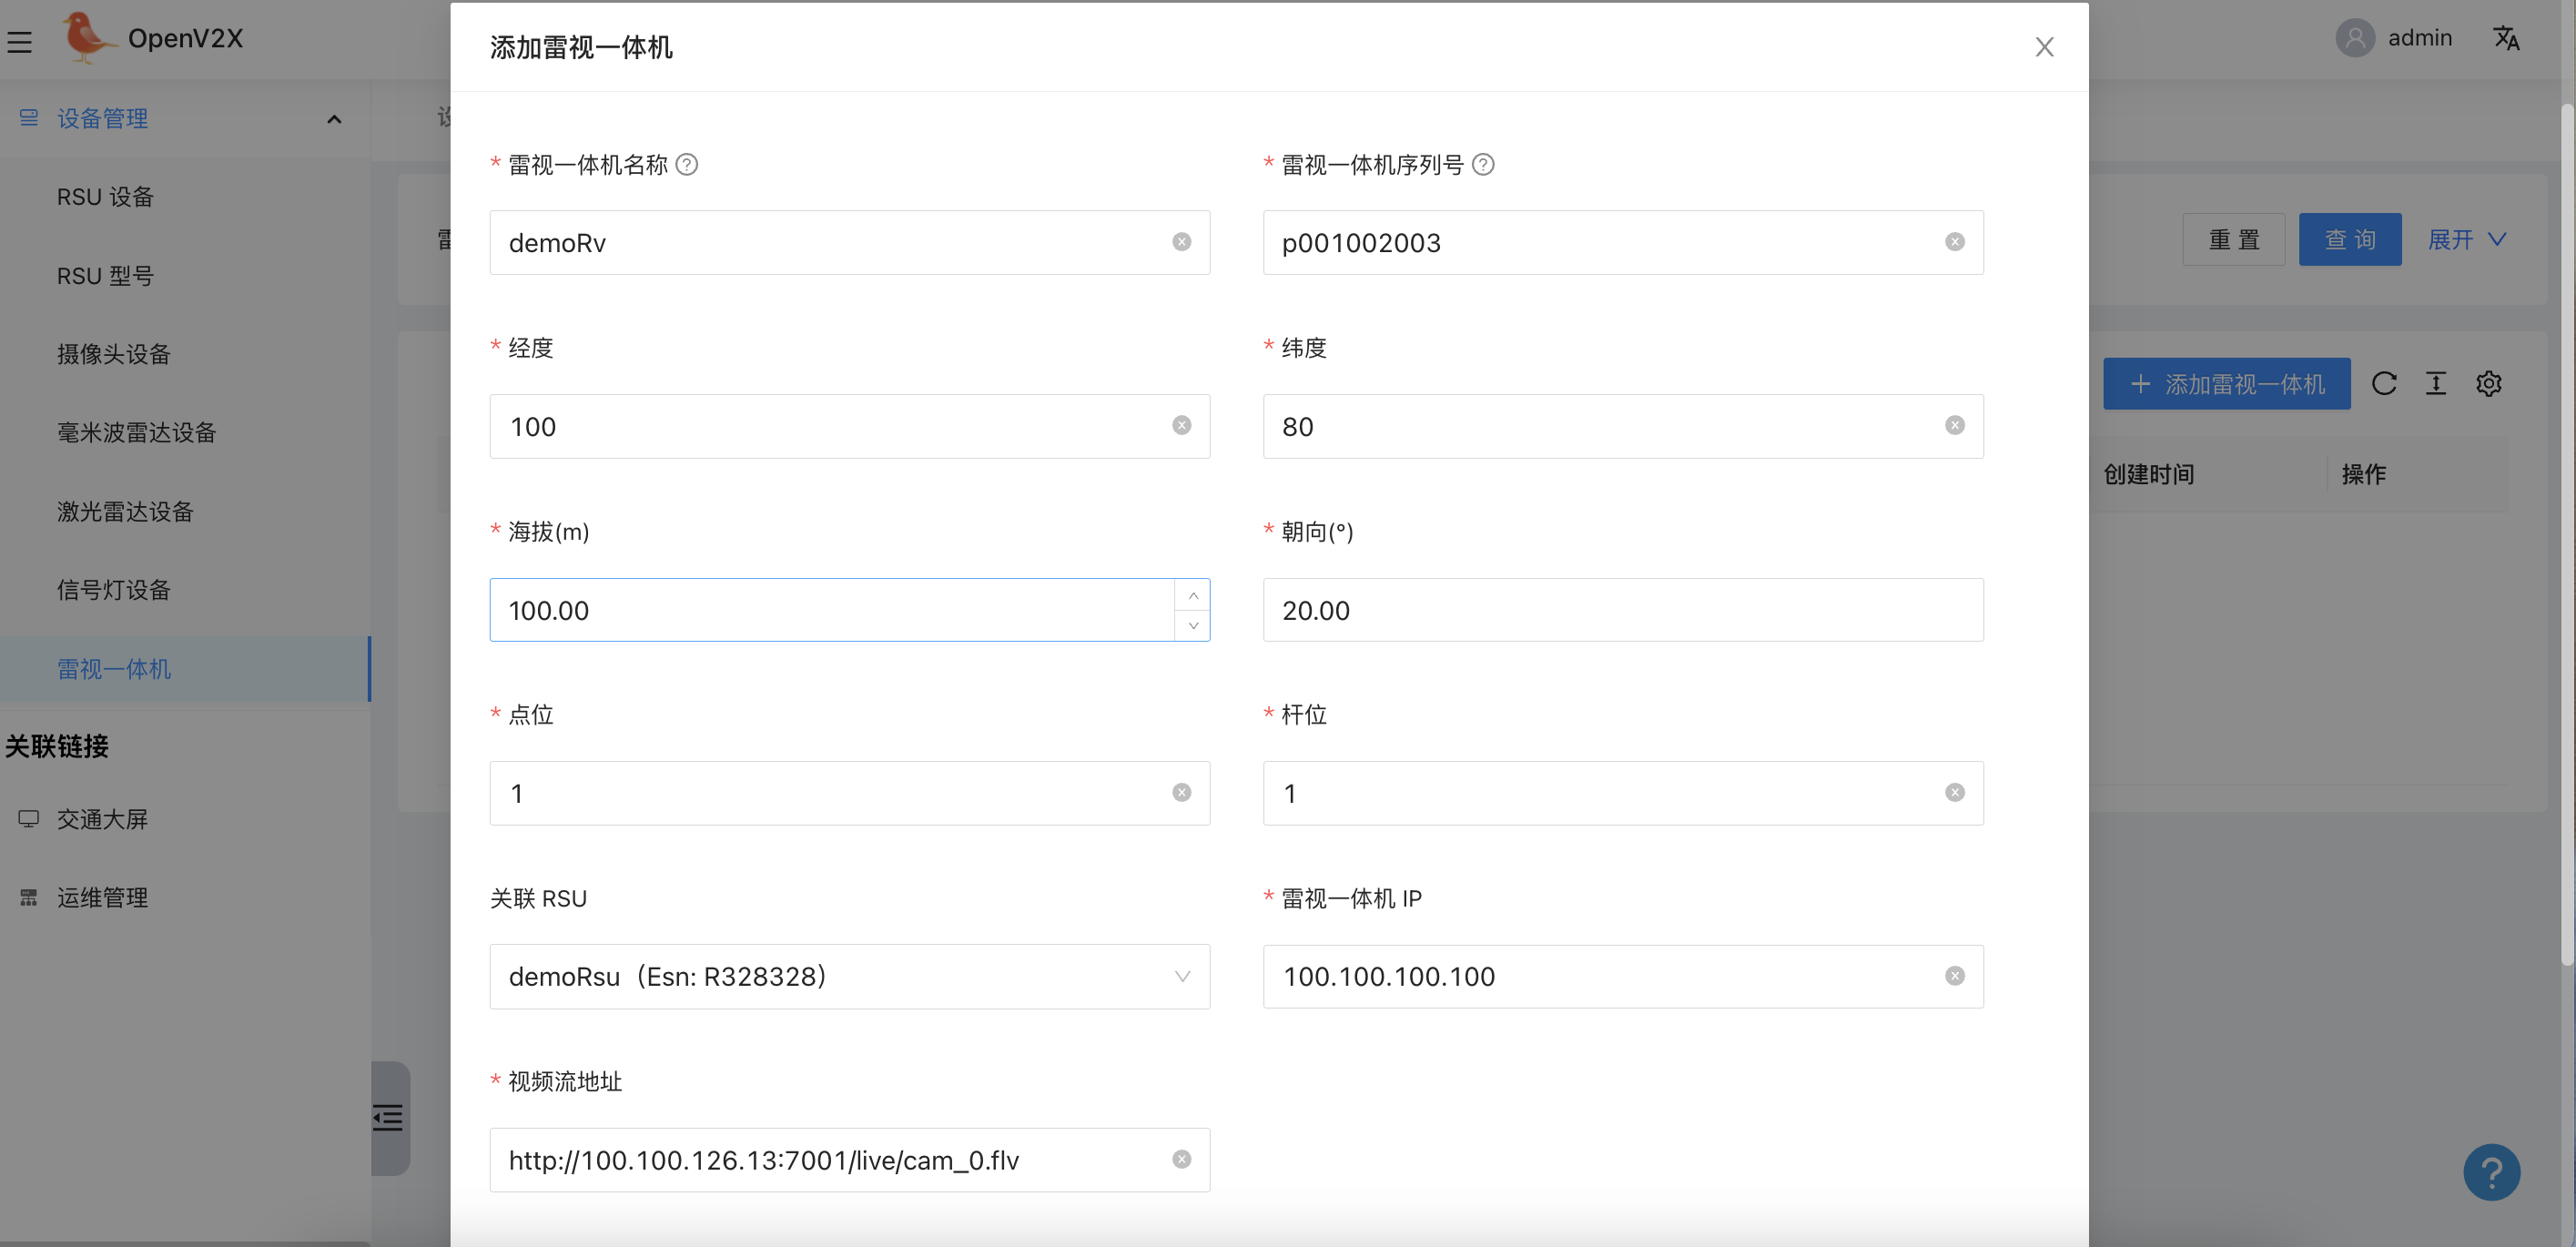 OpenV2X
添加雷视一体机
admin
设备管理
RSU 设备
RSU 型号
摄像头设备
毫米波雷达设备
激光雷达设备
信号灯设备
雷视一体机
关联链接
交通大屏
运维管理
* 雷视一体机名称
* 雷视一体机序列号
demoRv
p001002003
* 经度
* 纬度
100
80
* 海拔(m)
* 朝向(°)
100.00
20.00
* 点位
* 杆位
1
1
关联 RSU
* 雷视一体机 IP
demoRsu（Esn: R328328）
100.100.100.100
* 视频流地址
http://100.100.126.13:7001/live/cam_0.flv
重 置
查 询
展开
添加雷视一体机
创建时间
操作